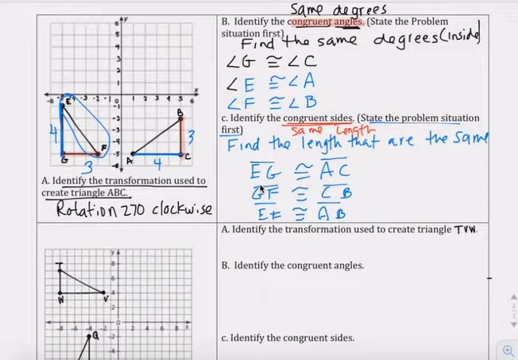 Same degrees
B. Identify the congruent angles. (State the Problem
situation first)
Find the same degrees (inside)
∠G ≅ ∠C
∠E ≅ ∠A
∠F ≅ ∠B
c. Identify the congruent sides. (State the problem situation
first)
Same Length
Find the length that are the same
EG ≅ AC
GF ≅ CB
EF ≅ AB
y
E
4
G
3
F
B
3
A
4
C
A. Identify the transformation used to
create triangle ABC.
Rotation 270 clockwise
A. Identify the transformation used to create triangle TVW.
B. Identify the congruent angles.
c. Identify the congruent sides.
T
W
V
Q